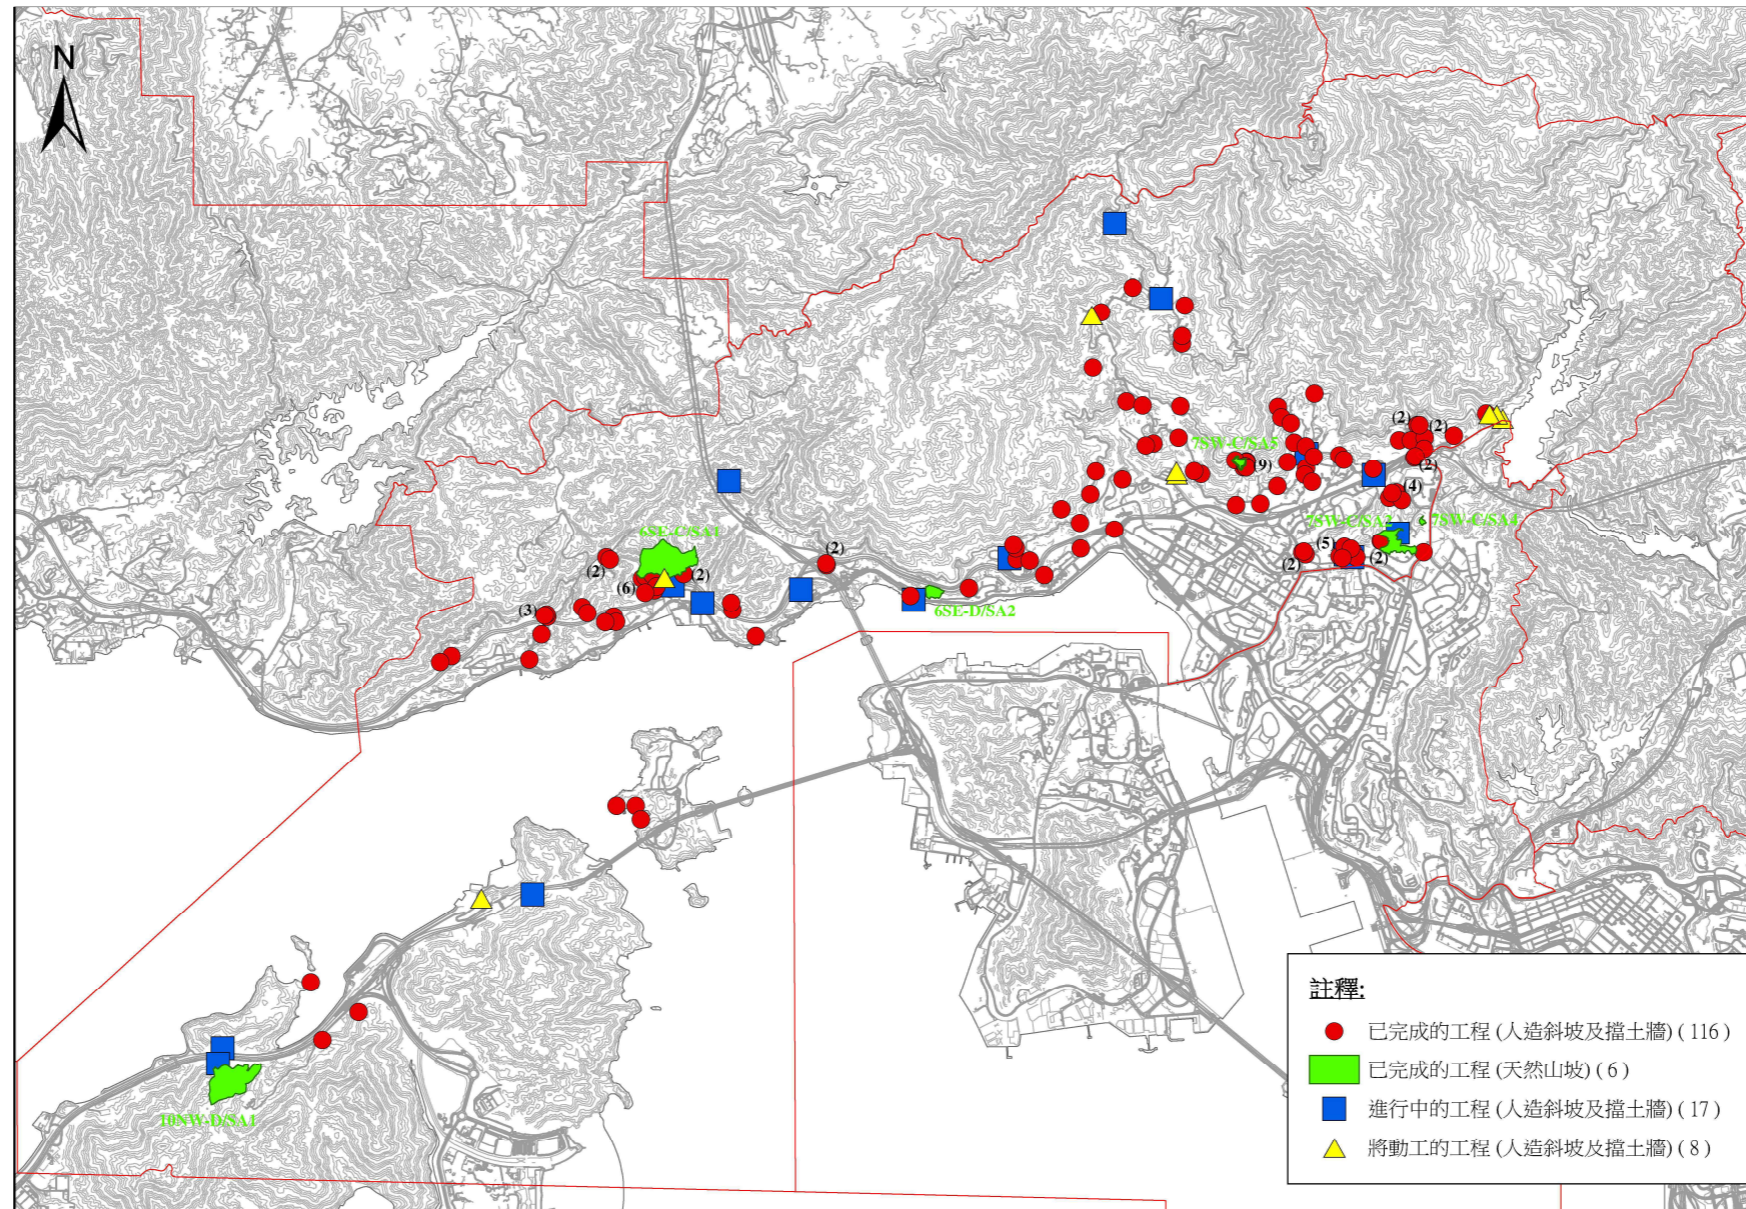 N
(2)
(2)
7SW-C/SA5
(9)
(2)
(4)
7SW-C/SA3
7SW-C/SA4
6SE-C/SA1
(2)
(5)
(2)
(2)
(2)
(2)
(6)
(3)
6SE-D/SA2
10NW-D/SA1
註釋:
已完成的工程 (人造斜坡及擋土牆) ( 116 )
已完成的工程 (天然山坡) ( 6 )
進行中的工程 (人造斜坡及擋土牆) ( 17 )
將動工的工程 (人造斜坡及擋土牆) ( 8 )